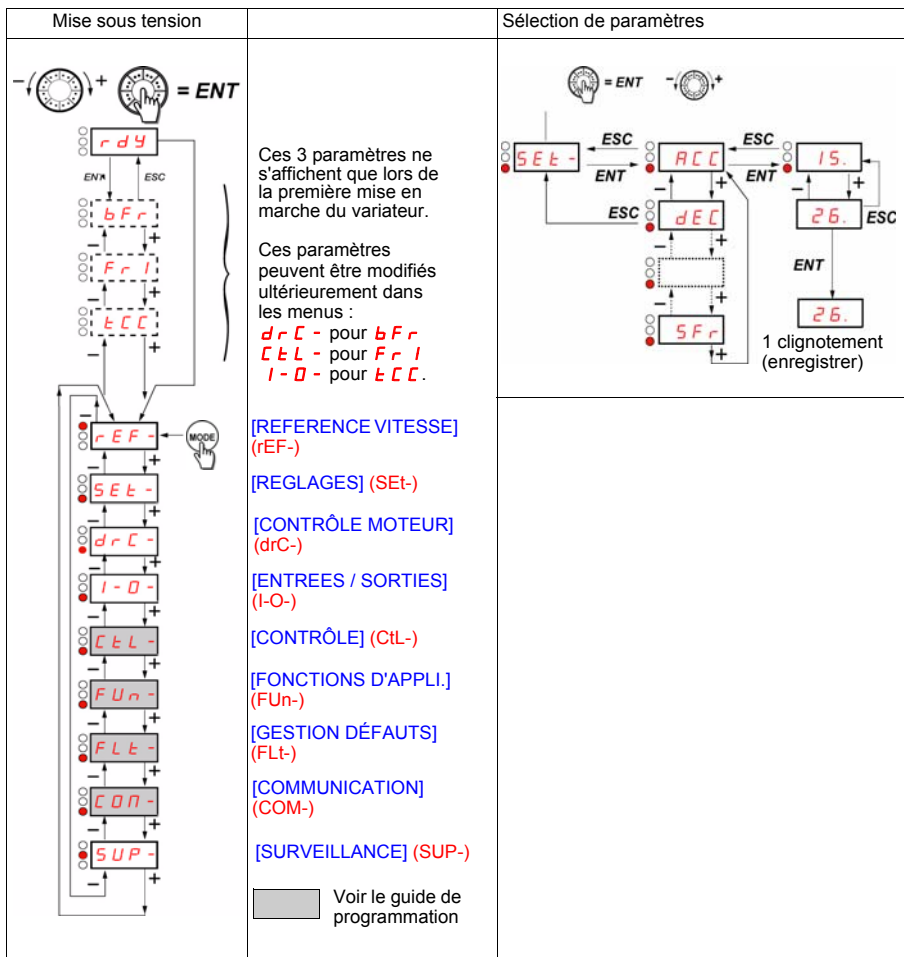 Mise sous tension
Sélection de paramètres
- + = ENT
rdY
ENT ESC
bFr
- +
Fr1
- +
tCC
- +
Ces 3 paramètres ne
s'affichent que lors de
la première mise en
marche du variateur.
Ces paramètres
peuvent être modifiés
ultérieurement dans
les menus :
drC - pour bFr
CtL - pour Fr1
I-O - pour tCC.
- rEF- MODE
+
[REFERENCE VITESSE]
(rEF-)
-
SEt-
+
[REGLAGES] (SEt-)
-
drC-
+
[CONTRÔLE MOTEUR]
(drC-)
-
I-O-
+
[ENTREES / SORTIES]
(I-O-)
-
CtL-
+
[CONTRÔLE] (CtL-)
-
FUn-
+
[FONCTIONS D'APPLI.]
(FUn-)
-
FLt-
+
[GESTION DÉFAUTS]
(FLt-)
-
COM-
+
[COMMUNICATION]
(COM-)
-
SUP-
- +
[SURVEILLANCE] (SUP-)
Voir le guide de
programmation
= ENT - +
SEt- ESC ACC ESC 15.
ENT ENT
- + - +
ESC dEC 26. ESC
- +
ENT
- +
SFr 26.
+
1 clignotement
(enregistrer)